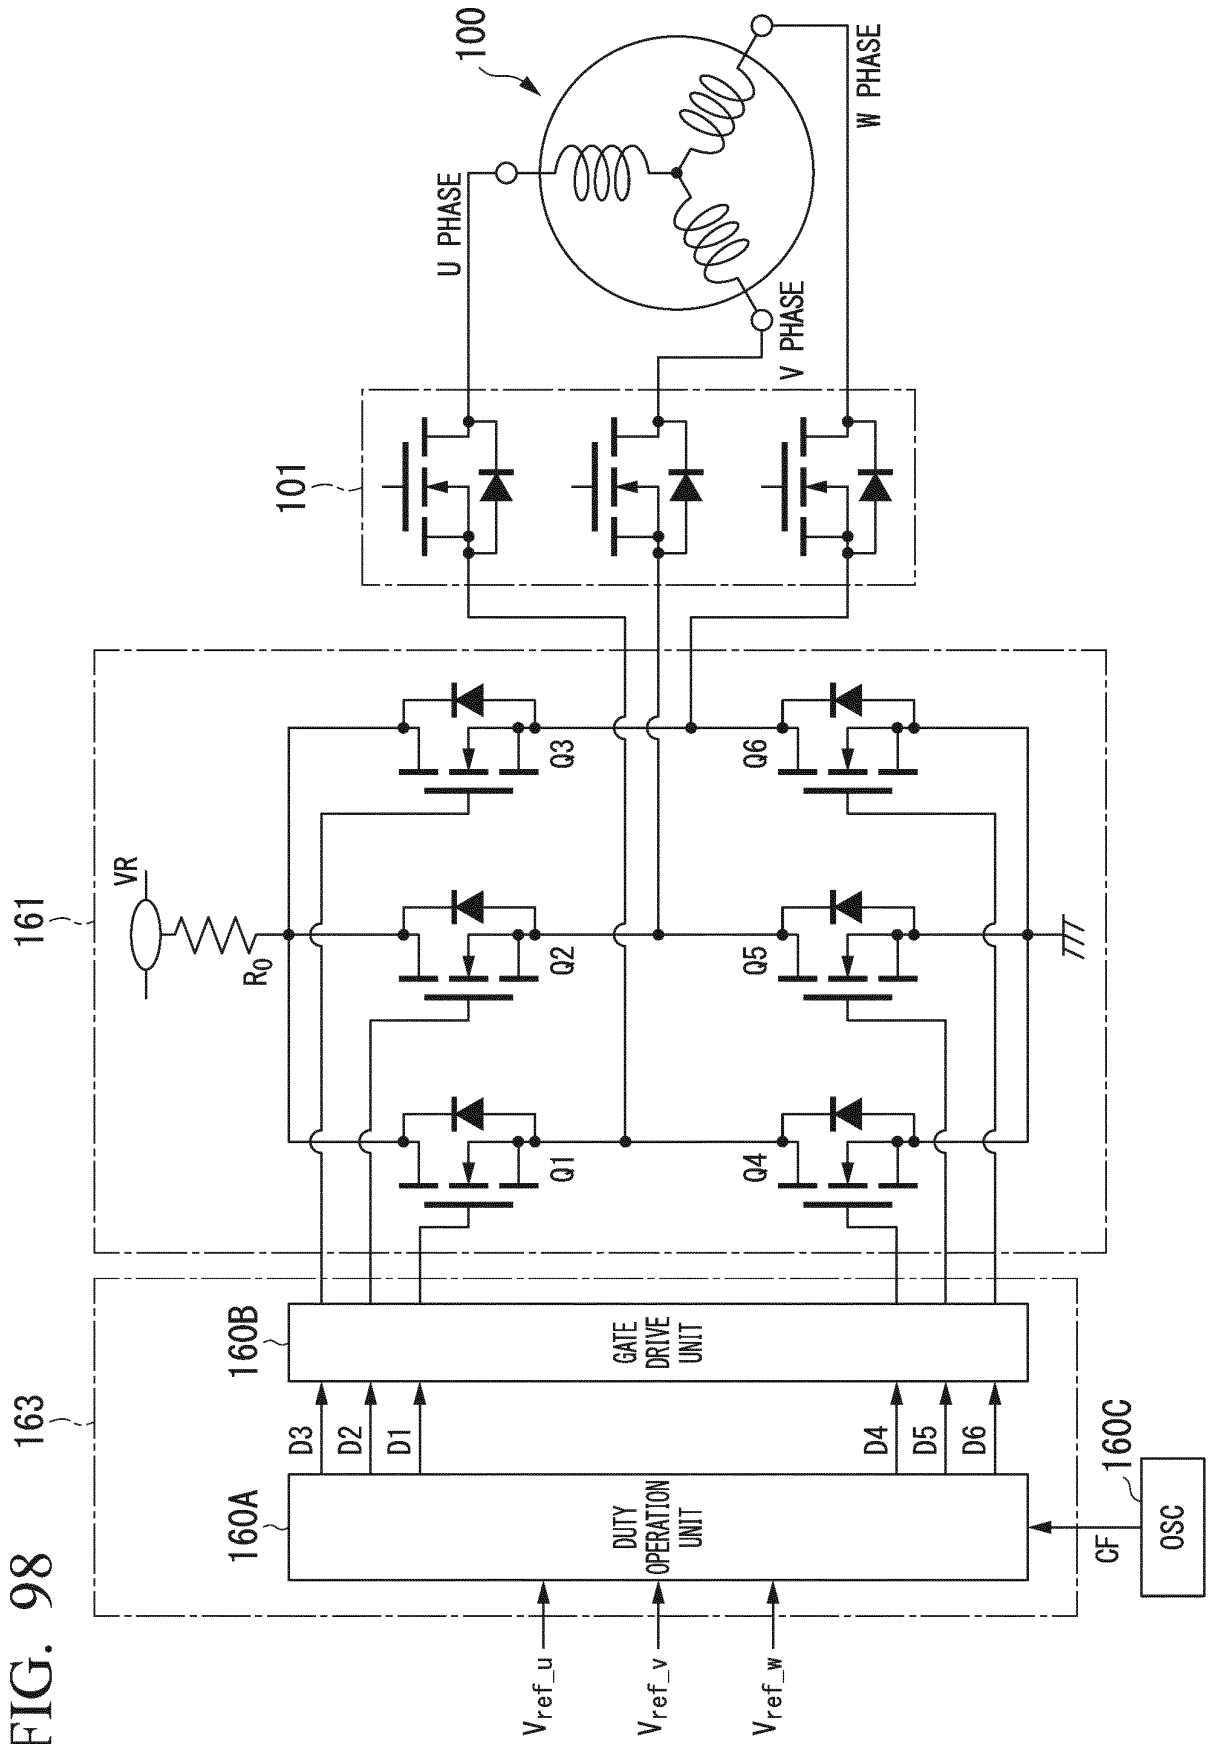 FIG. 98
163
161
160A
160B
VR
R0
101
100
U PHASE
V PHASE
W PHASE
Vref_u
Vref_v
Vref_w
DUTY
OPERATION
UNIT
GATE
DRIVE
UNIT
D3
D2
D1
D4
D5
D6
Q1
Q2
Q3
Q4
Q5
Q6
CF
160C
OSC